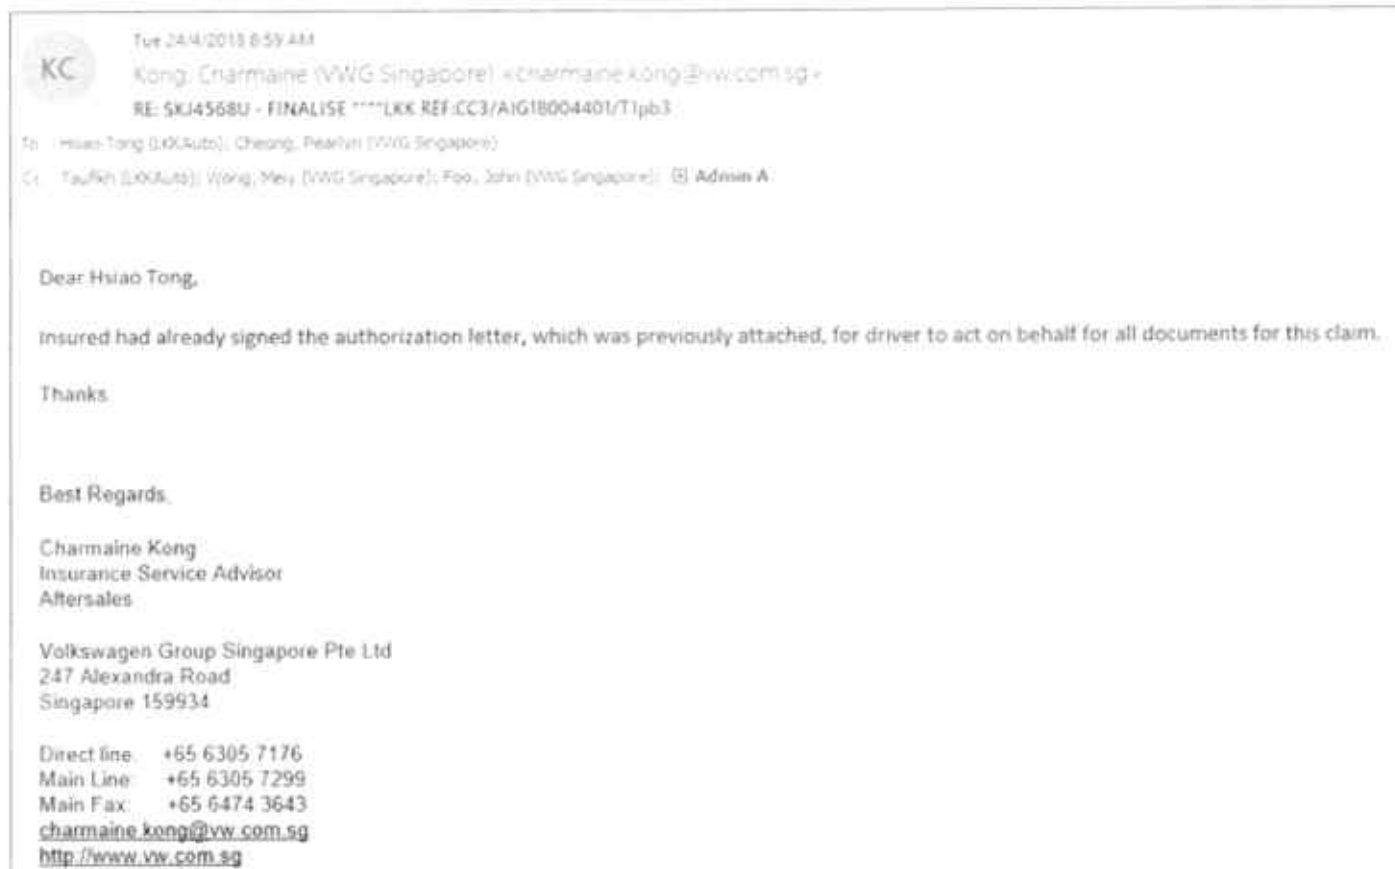 Tue 24/4/2018 8:59 AM
KC
Kong, Charmaine (VWG Singapore) <charmaine.kong@vw.com.sg>
RE: SKJ4568U - FINALISE ****LKK REF:CC3/AIG18004401/T1pb3
To Hsiao Tong (LKKAuto); Cheong, Pearlyn (VWG Singapore)
Cc Taufikh (LKKAuto); Wong, (VWG Singapore); Foo, John (VWG Singapore); Admin A
Dear Hsiao Tong,
Insured had already signed the authorization letter, which was previously attached, for driver to act on behalf for all documents for this claim.
Thanks
Best Regards,
Charmaine Kong
Insurance Service Advisor
Aftersales
Volkswagen Group Singapore Pte Ltd
247 Alexandra Road
Singapore 159934
Direct line: +65 6305 7176
Main Line: +65 6305 7299
Main Fax: +65 6474 3643
charmaine.kong@vw.com.sg
http://www.vw.com.sg